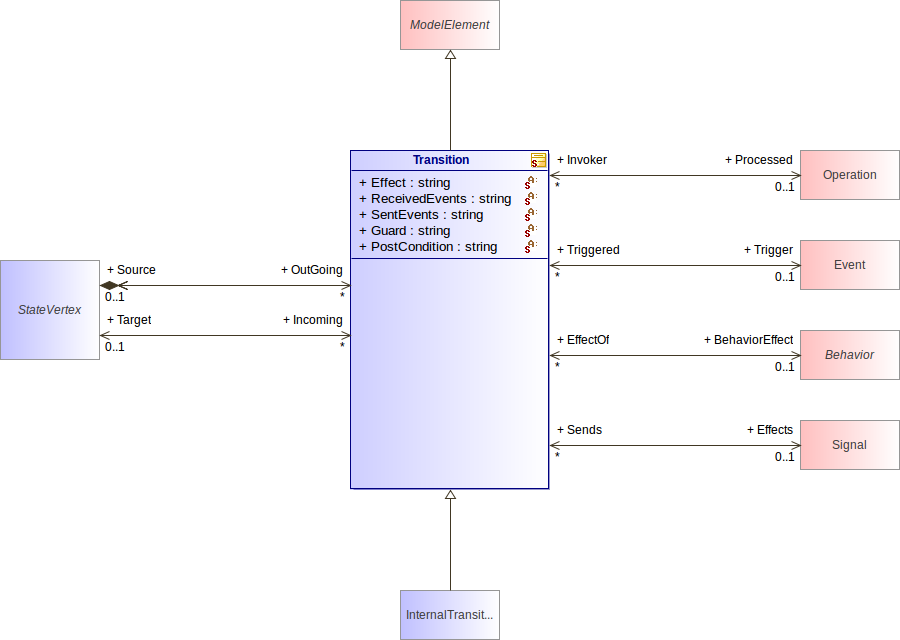 ModelElement
Transition
+ Effect : string
+ ReceivedEvents : string
+ SentEvents : string
+ Guard : string
+ PostCondition : string
StateVertex
+ Source
+ OutGoing
0..1
*
+ Target
+ Incoming
0..1
*
+ Invoker
+ Processed
*
0..1
Operation
+ Triggered
+ Trigger
*
0..1
Event
+ EffectOf
+ BehaviorEffect
*
0..1
Behavior
+ Sends
+ Effects
*
0..1
Signal
InternalTransit...